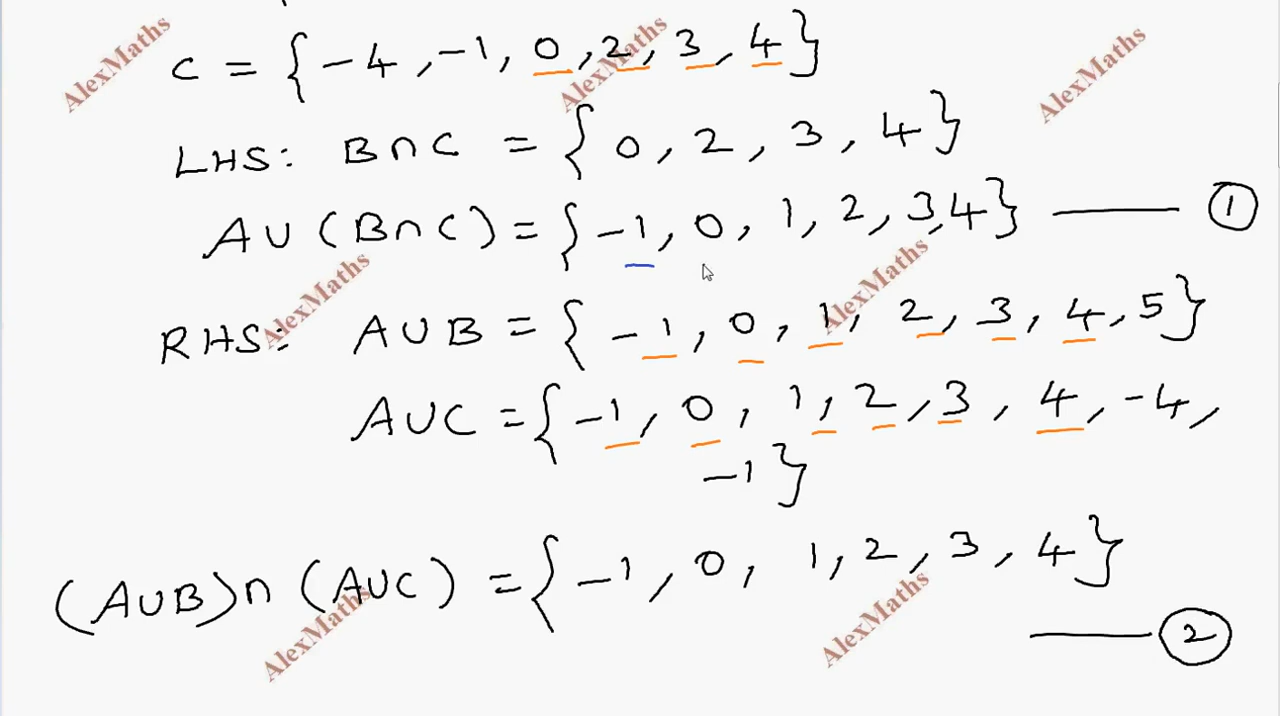 C = {-4, -1, 0, 2, 3, 4}
LHS: B∩C = {0, 2, 3, 4}
A∪(B∩C) = {-1, 0, 1, 2, 3, 4} —— ①
RHS: A∪B = {-1, 0, 1, 2, 3, 4, 5}
A∪C = {-1, 0, 1, 2, 3, 4, -4,
-1}
(A∪B)∩(A∪C) = {-1, 0, 1, 2, 3, 4}
—— ②
AlexMaths
AlexMaths
AlexMaths
AlexMaths
AlexMaths
AlexMaths
AlexMaths